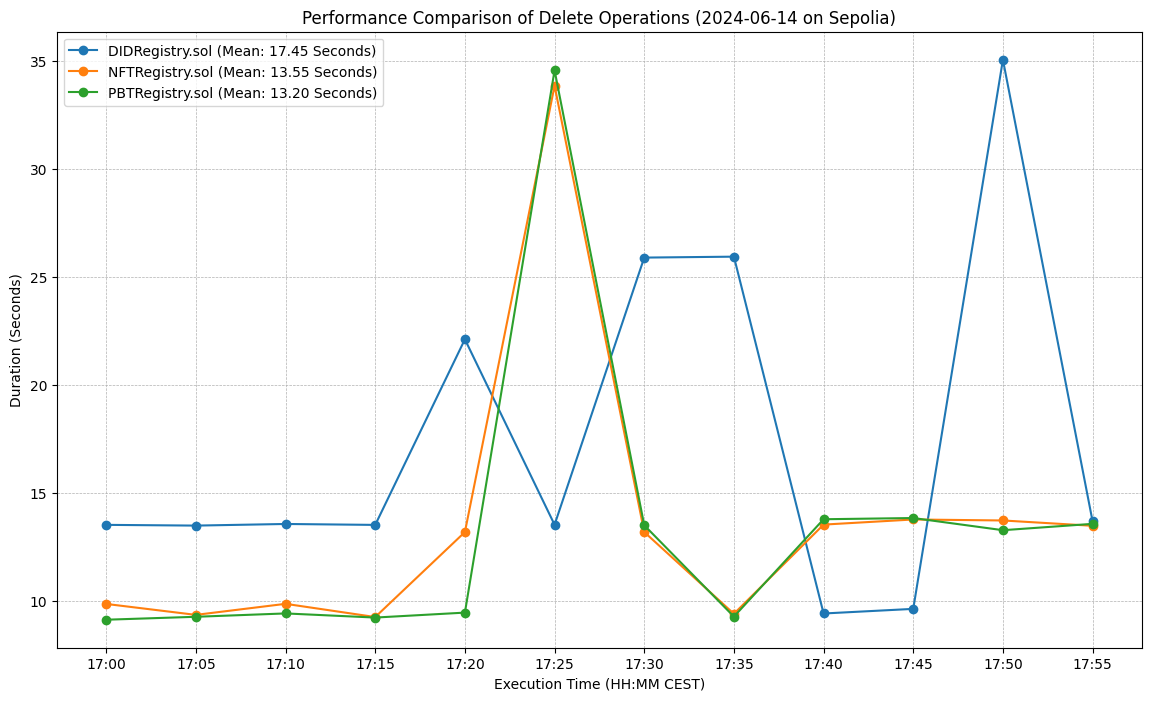 Performance Comparison of Delete Operations (2024-06-14 on Sepolia)
DIDRegistry.sol (Mean: 17.45 Seconds)
NFTRegistry.sol (Mean: 13.55 Seconds)
PBTRegistry.sol (Mean: 13.20 Seconds)
Duration (Seconds)
35
30
25
20
15
10
17:00 17:05 17:10 17:15 17:20 17:25 17:30 17:35 17:40 17:45 17:50 17:55
Execution Time (HH:MM CEST)